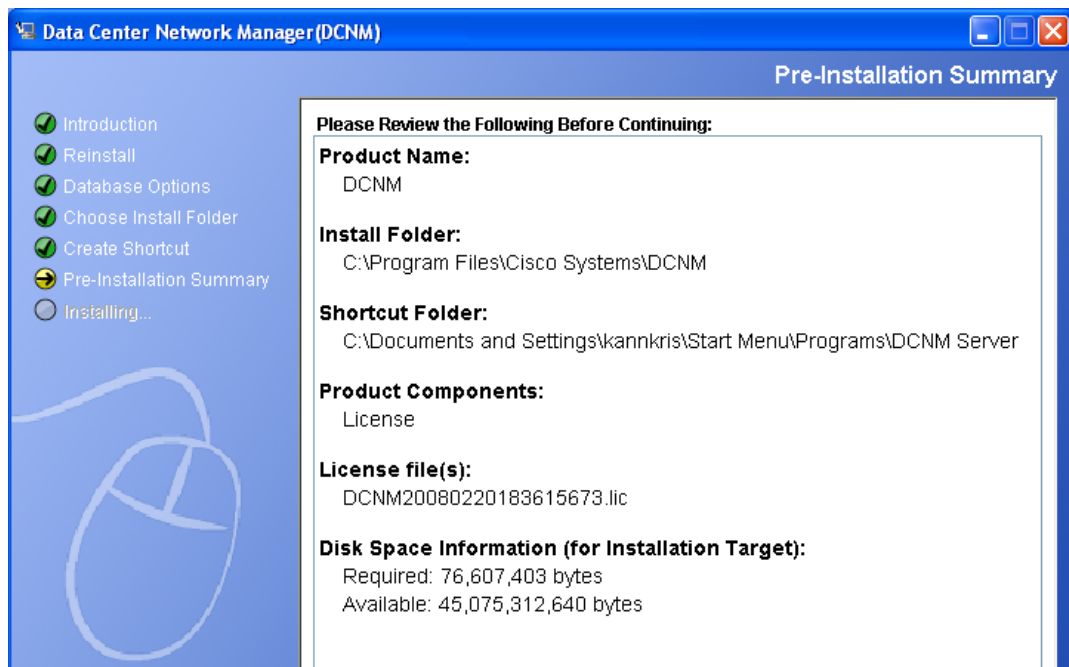 Data Center Network Manager(DCNM)
Pre-Installation Summary
Introduction
Reinstall
Database Options
Choose Install Folder
Create Shortcut
Pre-Installation Summary
Installing...
Please Review the Following Before Continuing:
Product Name:
DCNM
Install Folder:
C:\Program Files\Cisco Systems\DCNM
Shortcut Folder:
C:\Documents and Settings\kannkris\Start Menu\Programs\DCNM Server
Product Components:
License
License file(s):
DCNM20080220183615673.lic
Disk Space Information (for Installation Target):
Required: 76,607,403 bytes
Available: 45,075,312,640 bytes